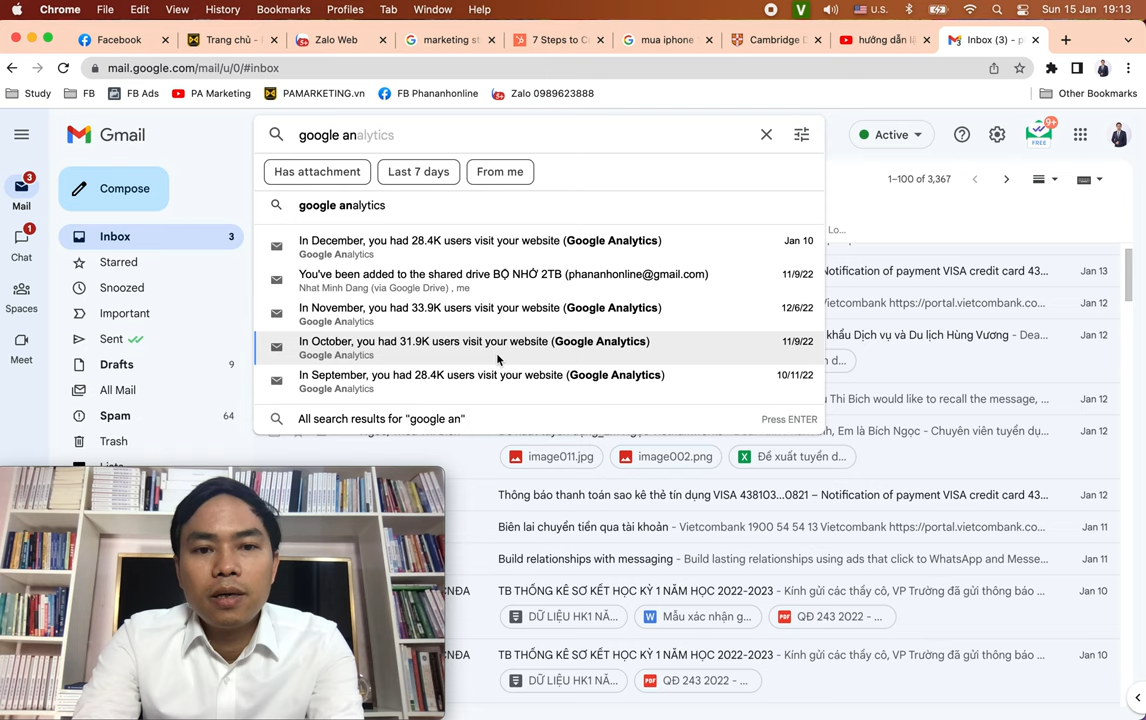 Chrome File Edit View History Bookmarks Profiles Tab Window Help V U.S. Sun 15 Jan 19:13
Facebook Trang chủ - Zalo Web marketing st 7 Steps to C mua iphone Cambridge D hướng dẫn l Inbox (3) - p
mail.google.com/mail/u/0/#inbox
Study FB FB Ads PA Marketing PAMARKETING.vn FB Phananhonline Zalo 0989623888 Other Bookmarks
Gmail
google analytics
Active
9+
FREE
Has attachment Last 7 days From me
3
Mail
Compose
1–100 of 3,367
google analytics
1
Chat
Inbox 3
Lo...
In December, you had 28.4K users visit your website (Google Analytics) Jan 10
Google Analytics
Starred
You've been added to the shared drive BỘ NHỚ 2TB (phananhonline@gmail.com) 11/9/22
Nhat Minh Dang (via Google Drive) , me
Notification of payment VISA credit card 43... Jan 13
Snoozed
Spaces
https://portal.vietcombank... Jan 12
Important
In November, you had 33.9K users visit your website (Google Analytics) 12/6/22
Google Analytics
Sent
In October, you had 31.9K users visit your website (Google Analytics) 11/9/22
Google Analytics
khẩu Dịch vụ và Du lịch Hùng Vương - Dea... Jan 12
Meet
Drafts 9
d...
In September, you had 28.4K users visit your website (Google Analytics) 10/11/22
Google Analytics
All Mail
Thi Bich would like to recall the message, ... Jan 12
Spam 64
All search results for "google an" Press ENTER
Trash
nh, Em là Bích Ngọc - Chuyên viên tuyển dụ... Jan 12
image011.jpg image002.png Đề xuất tuyển d...
Thông báo thanh toán sao kê thẻ tín dụng VISA 438103...0821 – Notification of payment VISA credit card 43... Jan 12
Biên lai chuyển tiền qua tài khoản - Vietcombank 1900 54 54 13 Vietcombank https://portal.vietcombank.com... Jan 11
Build relationships with messaging - Build lasting relationships using ads that click to WhatsApp and Messe... Jan 11
CNĐA TB THỐNG KÊ SƠ KẾT HỌC KỲ 1 NĂM HỌC 2022-2023 - Kính gửi các thầy cô, VP Trường đã gửi thông báo ... Jan 10
DỮ LIỆU HK1 NĂ... Mẫu xác nhận g... QĐ 243 2022 - ...
CNĐA TB THỐNG KÊ SƠ KẾT HỌC KỲ 1 NĂM HỌC 2022-2023 - Kính gửi các thầy cô, VP Trường đã gửi thông báo ... Jan 10
DỮ LIỆU HK1 NĂ... QĐ 243 2022 - ...